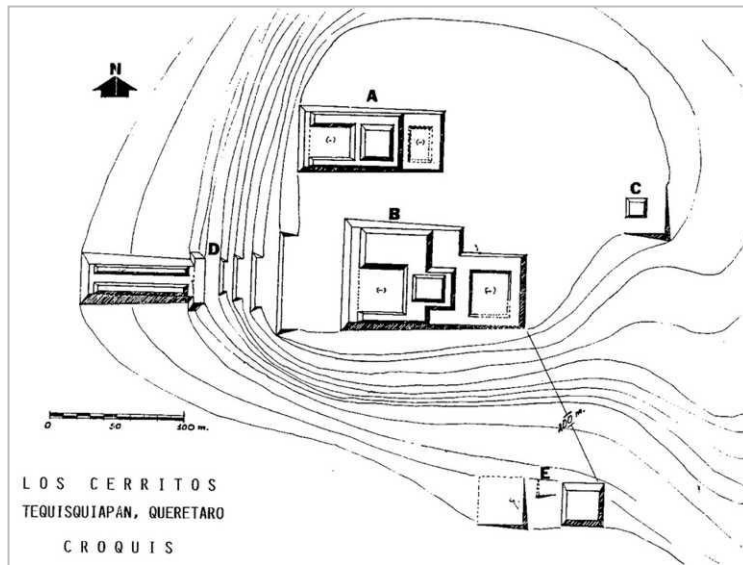 N
A
C
B
D
(-)
(-)
(-)
(-)
0 50 100 m.
E
LOS CERRITOS
TEQUISQUIAPAN, QUERETARO
CROQUIS